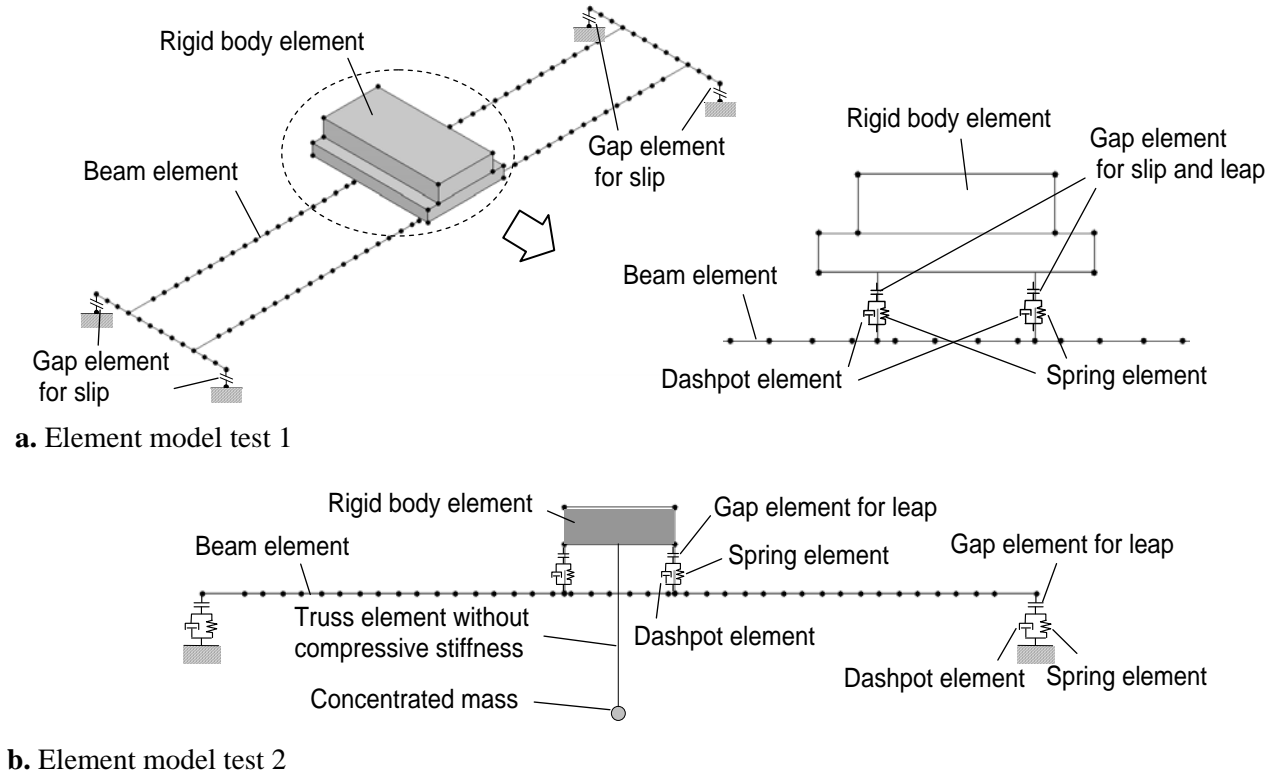 Rigid body element
Beam element
Gap element
for slip
Gap element
for slip
Rigid body element
Gap element
for slip and leap
Beam element
Dashpot element
Spring element
a. Element model test 1
Rigid body element
Gap element for leap
Beam element
Spring element
Gap element for leap
Truss element without
compressive stiffness
Dashpot element
Dashpot element
Spring element
Concentrated mass
b. Element model test 2